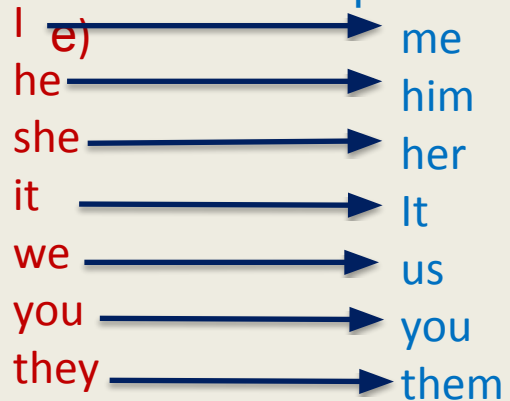 I e) me
he him
she her
it It
we us
you you
they them